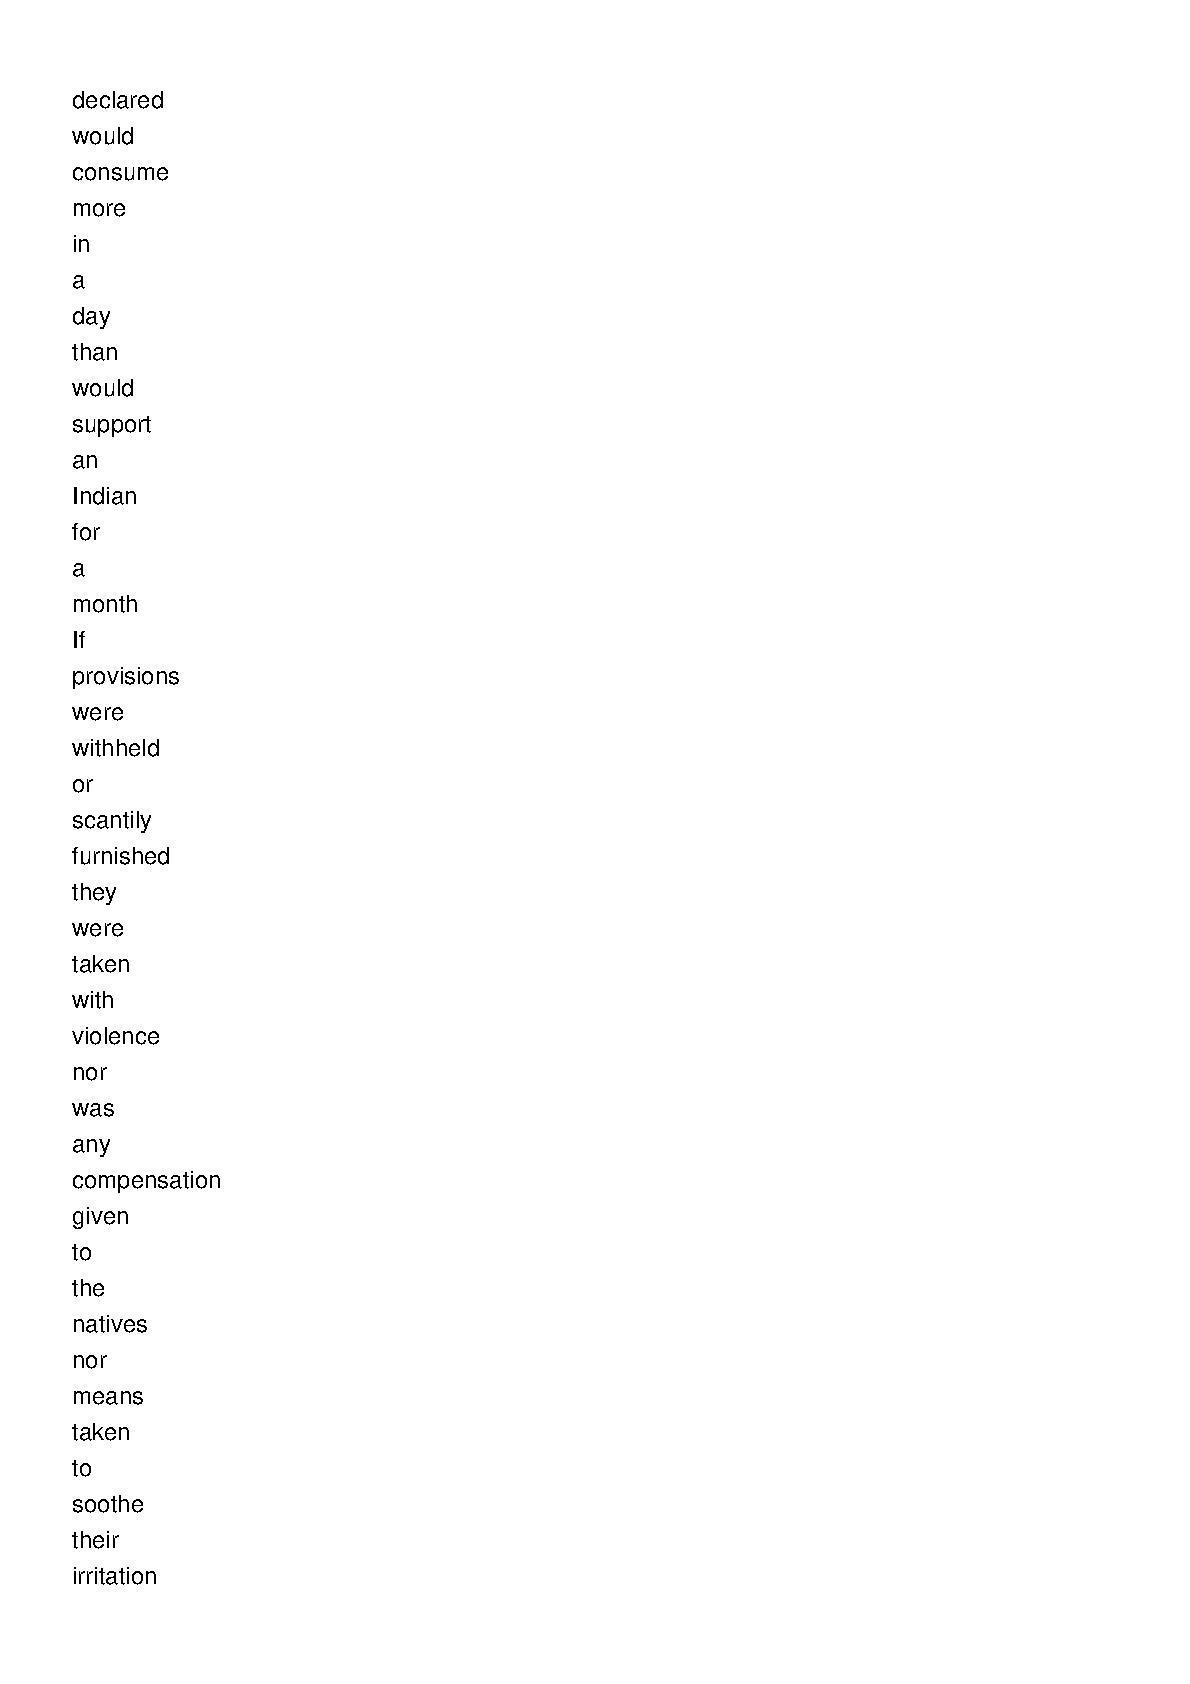 declared
would
consume
more
in
a
day
than
would
support
an
Indian
for
a
month
If
provisions
were
withheld
or
scantily
furnished
they
were
taken
with
violence
nor
was
any
compensation
given
to
the
natives
nor
means
taken
to
soothe
their
irritation